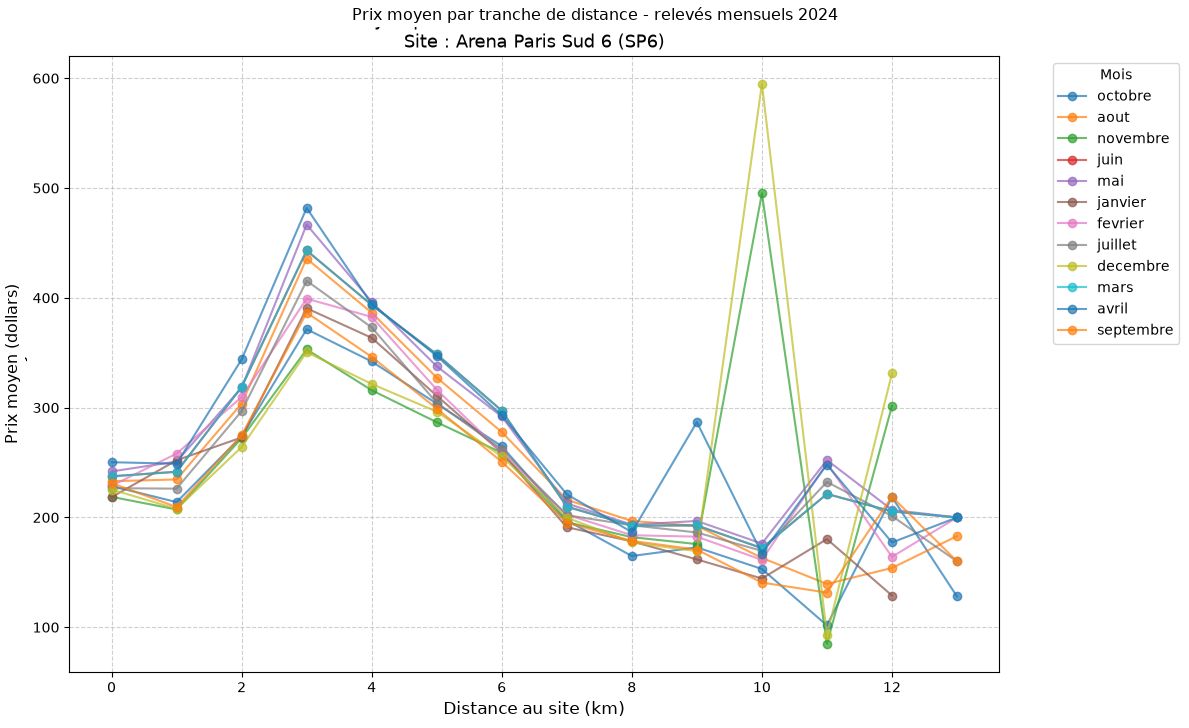 Prix moyen par tranche de distance - relevés mensuels 2024
Site : Arena Paris Sud 6 (SP6)
Mois
octobre
aout
novembre
juin
mai
janvier
fevrier
juillet
decembre
mars
avril
septembre
Prix moyen (dollars)
600
500
400
300
200
100
0 2 4 6 8 10 12
Distance au site (km)